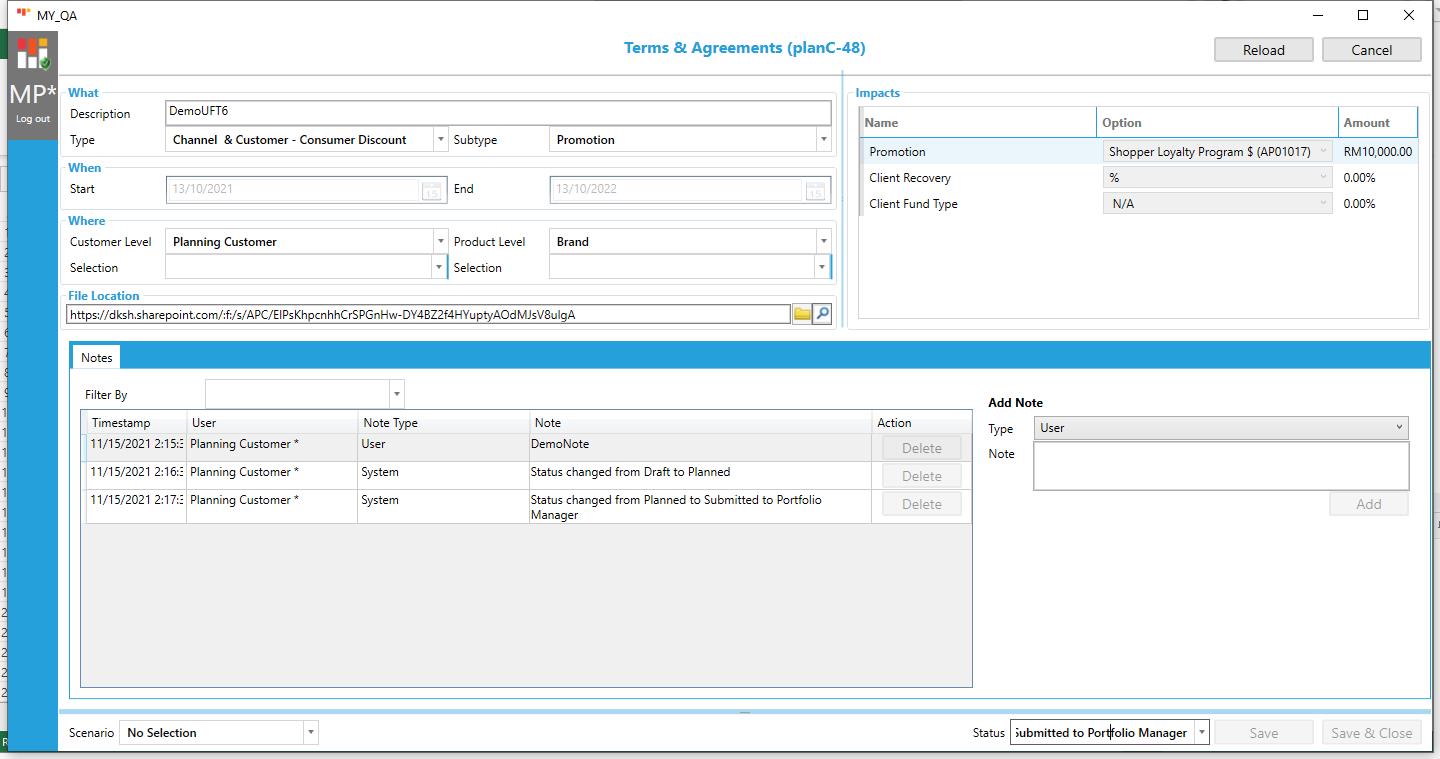 MY_QA
MP*
Log out
Terms & Agreements (planC-48)
Reload
Cancel
What
Description
DemoUFT6
Type
Channel & Customer - Consumer Discount
Subtype
Promotion
When
Start
13/10/2021
15
End
13/10/2022
15
Where
Customer Level
Planning Customer
Product Level
Brand
Selection
Selection
File Location
Impacts
Name Option Amount
Promotion Shopper Loyalty Program $ (AP01017) RM10,000.00
Client Recovery % 0.00%
Client Fund Type N/A 0.00%
Notes
Filter By
Timestamp User Note Type Note Action
11/15/2021 2:15:3 Planning Customer * User DemoNote Delete
11/15/2021 2:16:3 Planning Customer * System Status changed from Draft to Planned Delete
11/15/2021 2:17:3 Planning Customer * System Status changed from Planned to Submitted to Portfolio Delete
Manager
Add Note
Type
User
Note
Add
Scenario
No Selection
Status
Submitted to Portfolio Manager
Save
Save & Close